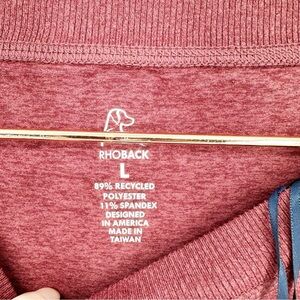 RHOBACK
L
89% RECYCLED
POLYESTER
11% SPANDEX
DESIGNED
IN AMERICA
MADE IN
TAIWAN